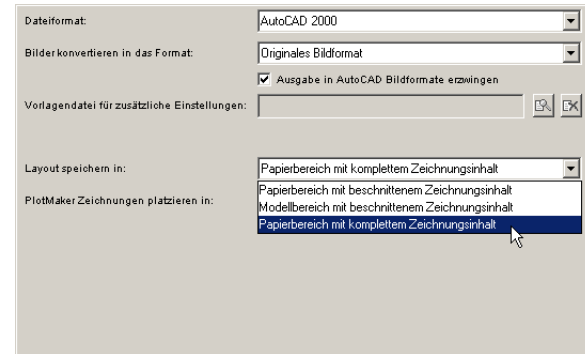 Dateiformat: AutoCAD 2000
Bilder konvertieren in das Format: Originales Bildformat
Ausgabe in AutoCAD Bildformate erzwingen
Vorlagendatei für zusätzliche Einstellungen:
Layout speichern in: Papierbereich mit komplettem Zeichnungsinhalt
Papierbereich mit beschnittenem Zeichnungsinhalt
PlotMaker Zeichnungen platzieren in: Modellbereich mit beschnittenem Zeichnungsinhalt
Papierbereich mit komplettem Zeichnungsinhalt